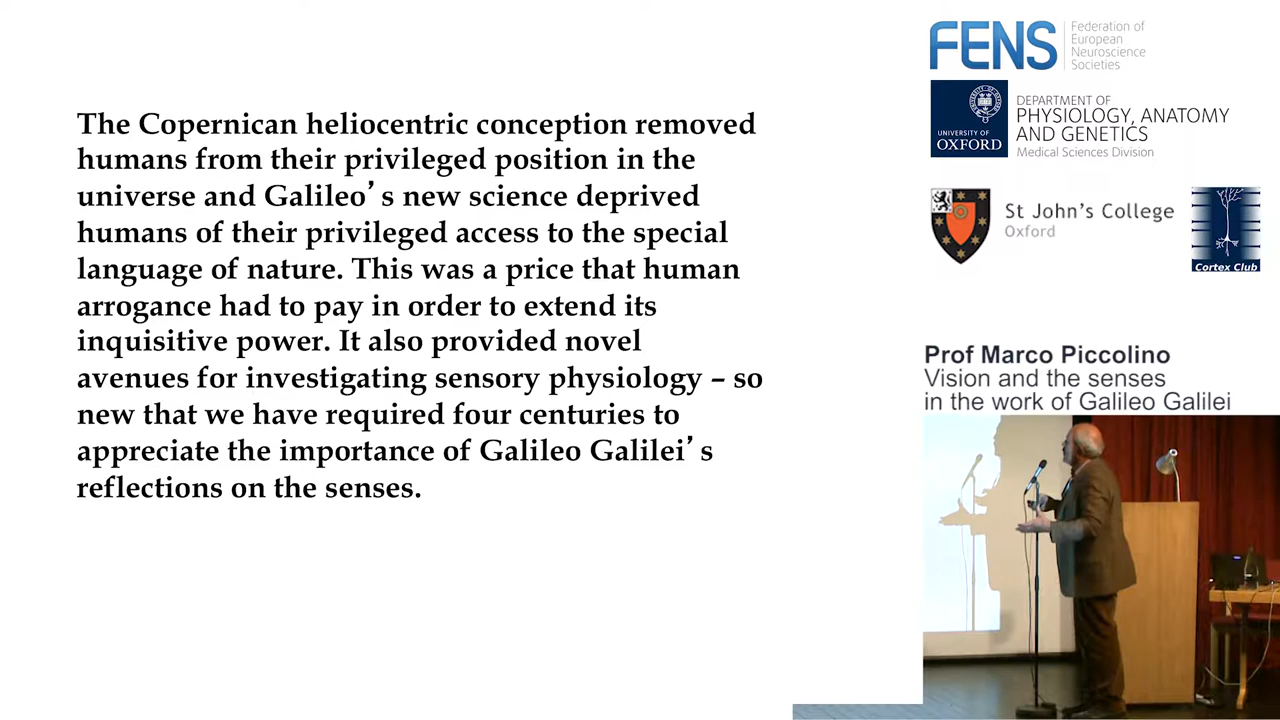 The Copernican heliocentric conception removed
humans from their privileged position in the
universe and Galileo’s new science deprived
humans of their privileged access to the special
language of nature. This was a price that human
arrogance had to pay in order to extend its
inquisitive power. It also provided novel
avenues for investigating sensory physiology – so
new that we have required four centuries to
appreciate the importance of Galileo Galilei’s
reflections on the senses.
FENS
Federation of
European
Neuroscience
Societies
UNIVERSITY OF
OXFORD
DEPARTMENT OF
PHYSIOLOGY, ANATOMY
AND GENETICS
Medical Sciences Division
St John's College
Oxford
Cortex Club
Prof Marco Piccolino
Vision and the senses
in the work of Galileo Galilei